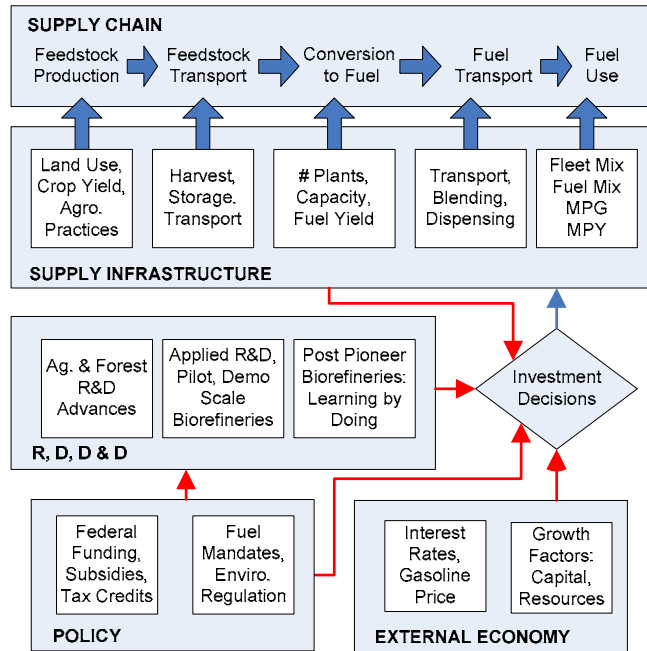 SUPPLY CHAIN
Feedstock
Production
Feedstock
Transport
Conversion
to Fuel
Fuel
Transport
Fuel
Use
Land Use,
Crop Yield,
Agro.
Practices
Harvest,
Storage.
Transport
# Plants,
Capacity,
Fuel Yield
Transport,
Blending,
Dispensing
Fleet Mix
Fuel Mix
MPG
MPY
SUPPLY INFRASTRUCTURE
Ag. & Forest
R&D
Advances
Applied R&D,
Pilot, Demo
Scale
Biorefineries
Post Pioneer
Biorefineries:
Learning by
Doing
R, D, D & D
Investment
Decisions
Federal
Funding,
Subsidies,
Tax Credits
Fuel
Mandates,
Enviro.
Regulation
POLICY
Interest
Rates,
Gasoline
Price
Growth
Factors:
Capital,
Resources
EXTERNAL ECONOMY